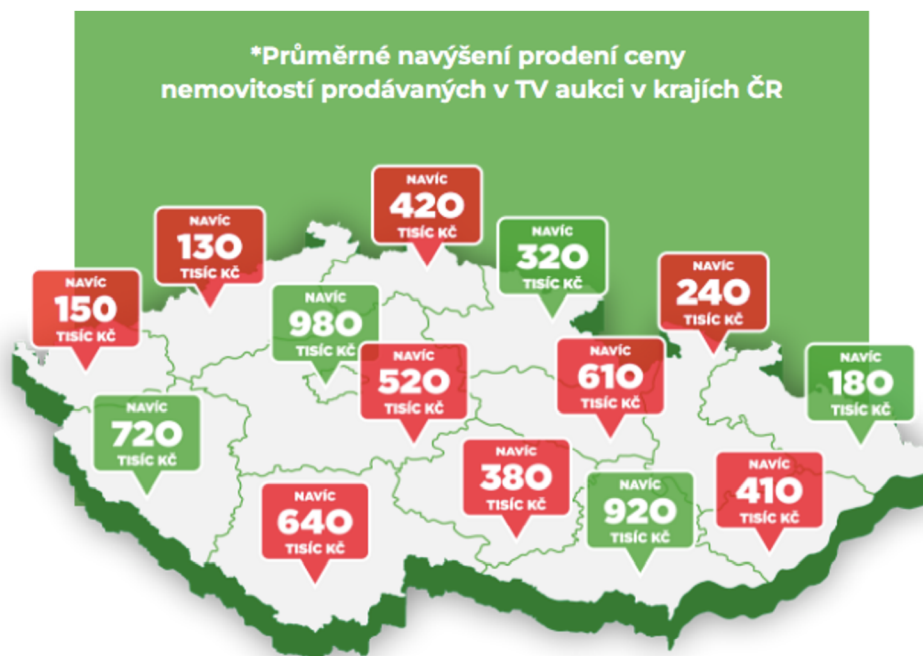 *Průměrné navýšení prodení ceny
nemovitostí prodávaných v TV aukci v krajích ČR
NAVÍC
420
TISÍC KČ
NAVÍC
130
TISÍC KČ
NAVÍC
320
TISÍC KČ
NAVÍC
240
TISÍC KČ
NAVÍC
150
TISÍC KČ
NAVÍC
980
TISÍC KČ
NAVÍC
520
TISÍC KČ
NAVÍC
610
TISÍC KČ
NAVÍC
180
TISÍC KČ
NAVÍC
720
TISÍC KČ
NAVÍC
380
TISÍC KČ
NAVÍC
410
TISÍC KČ
NAVÍC
920
TISÍC KČ
NAVÍC
640
TISÍC KČ